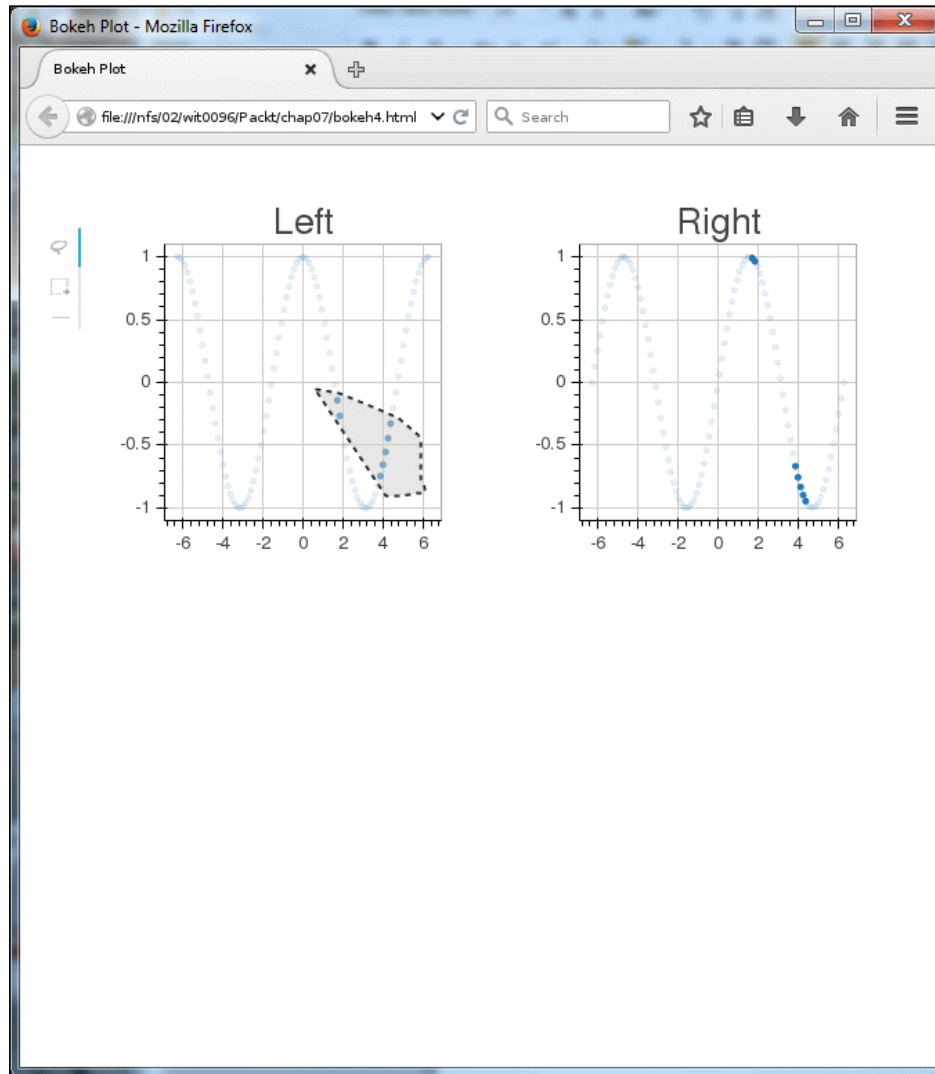 Bokeh Plot - Mozilla Firefox
Bokeh Plot
file:///nfs/02/wit0096/Packt/chap07/bokeh4.html
Search
Left
1
0.5
0
-0.5
-1
-6 -4 -2 0 2 4 6
Right
1
0.5
0
-0.5
-1
-6 -4 -2 0 2 4 6